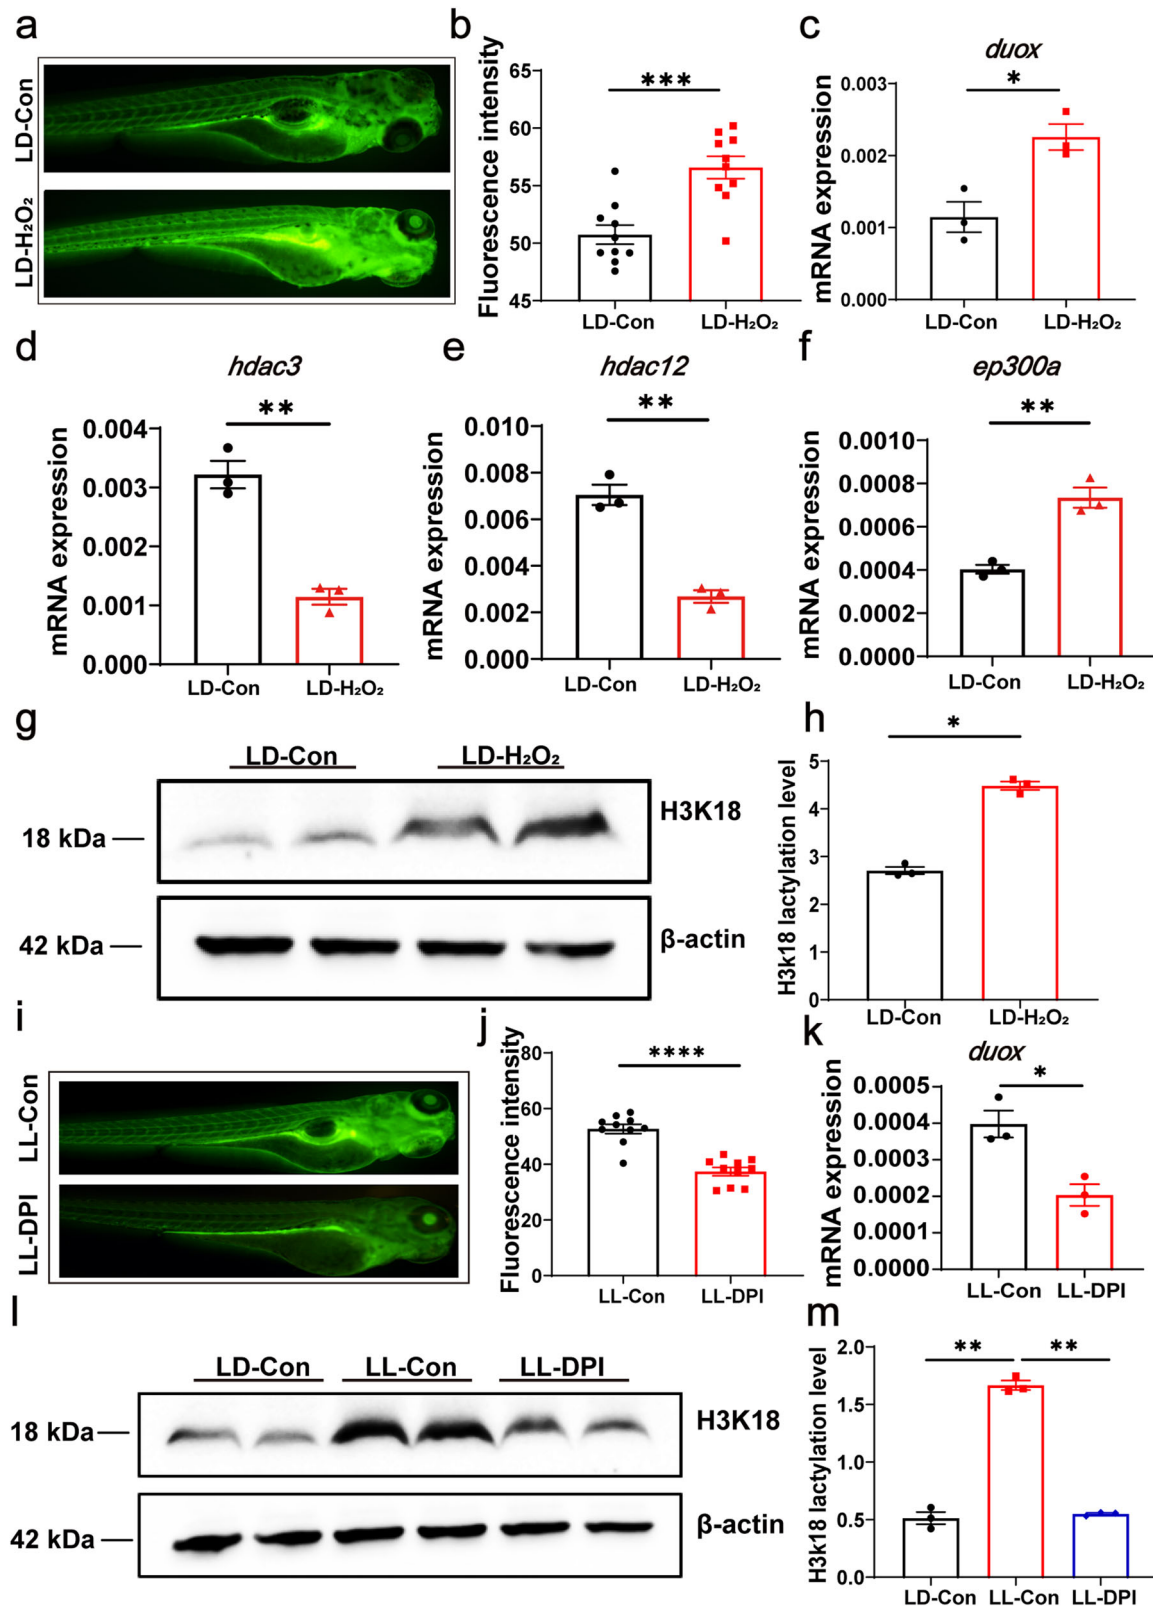 a
LD-Con
LD-H₂O₂
b
Fluorescence intensity
65
60
55
50
45
***
LD-Con
LD-H₂O₂
c
duox
mRNA expression
0.003
0.002
0.001
0.000
*
LD-Con
LD-H₂O₂
d
hdac3
mRNA expression
0.004
0.003
0.002
0.001
0.000
**
LD-Con
LD-H₂O₂
e
hdac12
mRNA expression
0.010
0.008
0.006
0.004
0.002
0.000
**
LD-Con
LD-H₂O₂
f
ep300a
mRNA expression
0.0010
0.0008
0.0006
0.0004
0.0002
0.0000
**
LD-Con
LD-H₂O₂
g
LD-Con
LD-H₂O₂
18 kDa
H3K18
42 kDa
β-actin
h
H3k18 lactylation level
5
4
3
2
1
0
*
LD-Con
LD-H₂O₂
i
LL-Con
LL-DPI
j
Fluorescence intensity
80
60
40
20
0
****
LL-Con
LL-DPI
k
duox
mRNA expression
0.0005
0.0004
0.0003
0.0002
0.0001
0.0000
*
LL-Con
LL-DPI
l
LD-Con
LL-Con
LL-DPI
18 kDa
H3K18
42 kDa
β-actin
m
H3k18 lactylation level
2.0
1.5
1.0
0.5
0.0
**
**
LD-Con
LL-Con
LL-DPI